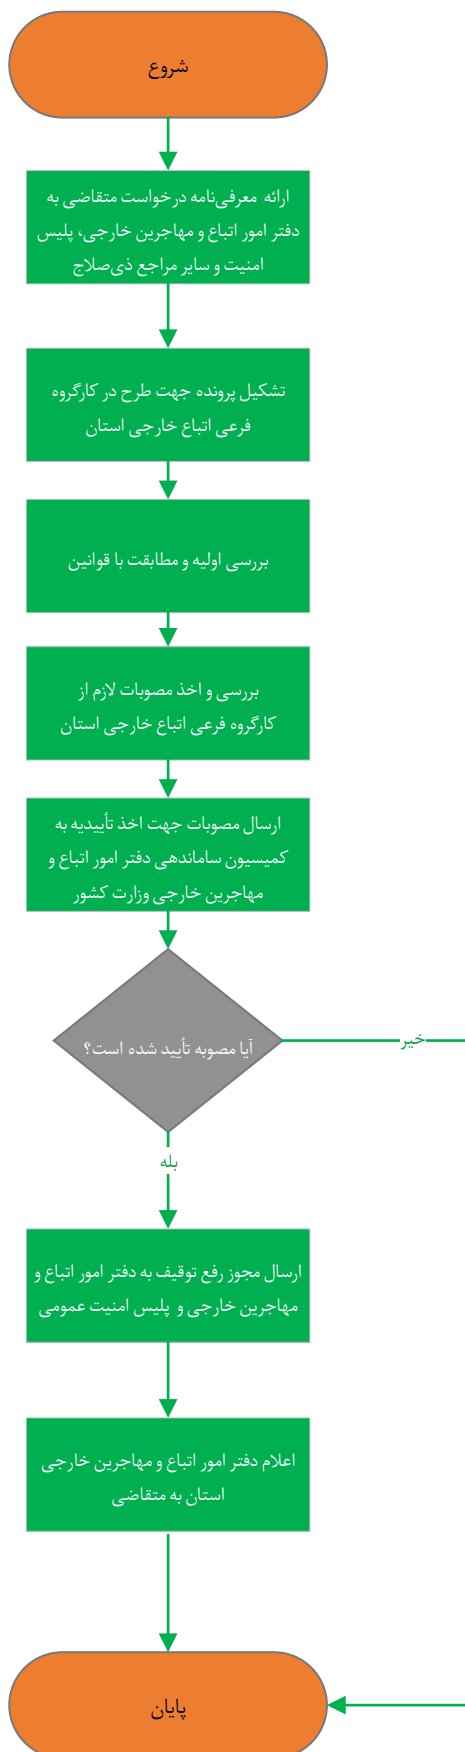 شروع
ارائه معرفی‌نامه درخواست متقاضی به
دفتر امور اتباع و مهاجرین خارجی، پلیس
امنیت و سایر مراجع ذی‌صلاح
تشکیل پرونده جهت طرح در کارگروه
فرعی اتباع خارجی استان
بررسی اولیه و مطابقت با قوانین
بررسی و اخذ مصوبات لازم از
کارگروه فرعی اتباع خارجی استان
ارسال مصوبات جهت اخذ تأییدیه به
کمیسیون ساماندهی دفتر امور اتباع و
مهاجرین خارجی وزارت کشور
آیا مصوبه تأیید شده است؟
خیر
بله
ارسال مجوز رفع توقیف به دفتر امور اتباع و
مهاجرین خارجی و پلیس امنیت عمومی
اعلام دفتر امور اتباع و مهاجرین خارجی
استان به متقاضی
پایان